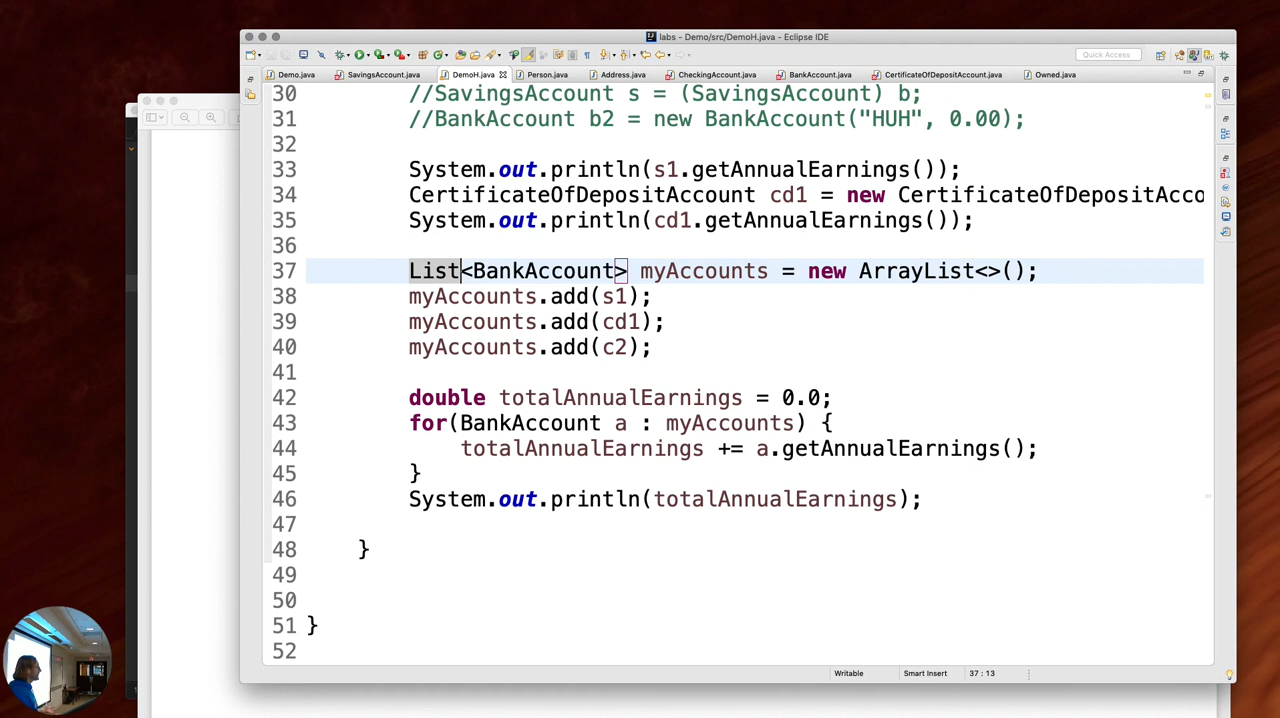 labs - Demo/src/DemoH.java - Eclipse IDE
Quick Access
Demo.java SavingsAccount.java DemoH.java Person.java Address.java CheckingAccount.java BankAccount.java CertificateOfDepositAccount.java Owned.java
30 //SavingsAccount s = (SavingsAccount) b;
31 //BankAccount b2 = new BankAccount("HUH", 0.00);
32
33 System.out.println(s1.getAnnualEarnings());
34 CertificateOfDepositAccount cd1 = new CertificateOfDepositAcco
35 System.out.println(cd1.getAnnualEarnings());
36
37 List<BankAccount> myAccounts = new ArrayList<>();
38 myAccounts.add(s1);
39 myAccounts.add(cd1);
40 myAccounts.add(c2);
41
42 double totalAnnualEarnings = 0.0;
43 for(BankAccount a : myAccounts) {
44 totalAnnualEarnings += a.getAnnualEarnings();
45 }
46 System.out.println(totalAnnualEarnings);
47
48 }
49
50
51 }
52
Writable Smart Insert 37 : 13